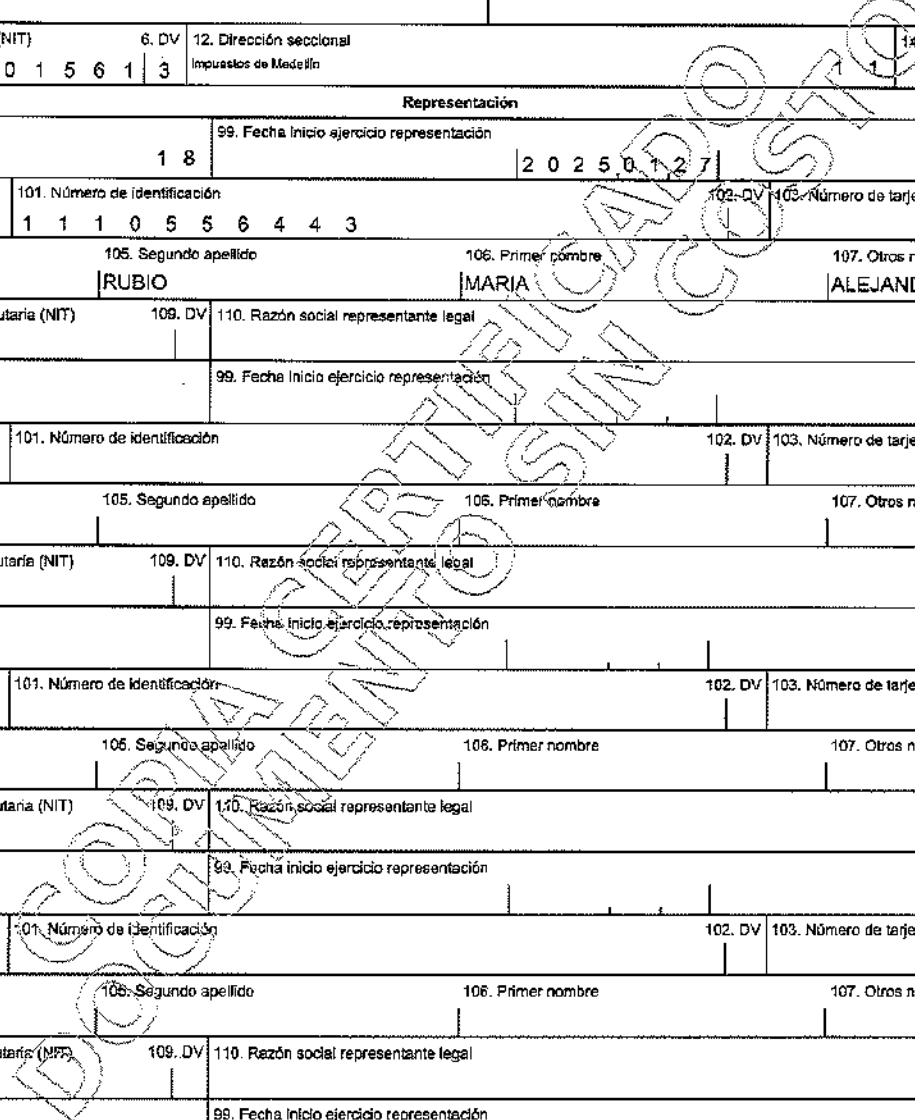 (NIT) 6. DV 12. Dirección seccional
0 1 5 6 1 3 Impuestos de Medellín 1 1
Representación
99. Fecha inicio ejercicio representación
1 8 2 0 2 5 0 1 2 7
101. Número de identificación 102. DV 103. Número de tarje
1 1 1 0 5 5 6 4 4 3
105. Segundo apellido 106. Primer nombre 107. Otros n
RUBIO MARIA ALEJAND
utaria (NIT) 109. DV 110. Razón social representante legal
99. Fecha inicio ejercicio representación
101. Número de identificación 102. DV 103. Número de tarje
105. Segundo apellido 106. Primer nombre 107. Otros n
utaria (NIT) 109. DV 110. Razón social representante legal
99. Fecha inicio ejercicio representación
101. Número de identificación 102. DV 103. Número de tarje
105. Segundo apellido 106. Primer nombre 107. Otros n
utaria (NIT) 109. DV 110. Razón social representante legal
99. Fecha inicio ejercicio representación
101. Número de identificación 102. DV 103. Número de tarje
105. Segundo apellido 106. Primer nombre 107. Otros n
utaria (NIT) 109. DV 110. Razón social representante legal
99. Fecha inicio ejercicio representación
COPIA CERTIFICADO
DOCUMENTO SIN COSTO